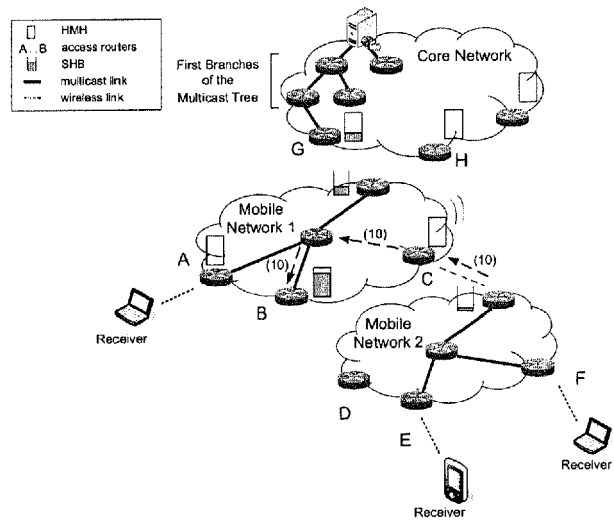 HMH
A...B access routers
SHB
multicast link
wireless link
First Branches
of the
Multicast Tree
Core Network
G
H
Mobile
Network 1
(10)
(10)
(10)
A
B
C
Receiver
Mobile
Network 2
D
E
F
Receiver
Receiver